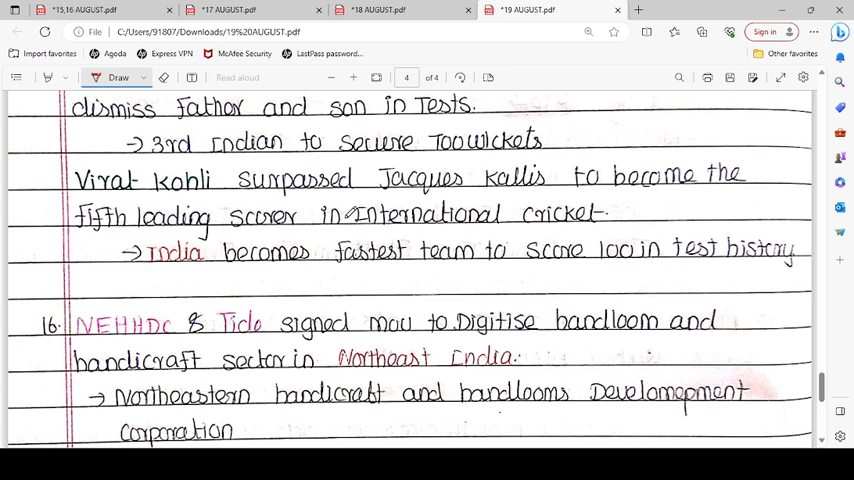 *15,16 AUGUST.pdf
*17 AUGUST.pdf
*18 AUGUST.pdf
*19 AUGUST.pdf
File C:/Users/91807/Downloads/19%20AUGUST.pdf
Sign in
Import favorites Agoda Express VPN McAfee Security LastPass password... Other favorites
Draw Read aloud 4 of 4
dismiss Father and son in Tests.
→ 3rd Indian to secure 700wickets
Virat Kohli surpassed Jacques Kallis to become the
fifth leading scorer in International cricket.
→ India becomes fastest team to score 100 in test history
16. NEHHDC & Tide signed mou to Digitise handloom and
handicraft sector in Northeast India.
→ Northeastern handicraft and handlooms Develomepment
Corporation